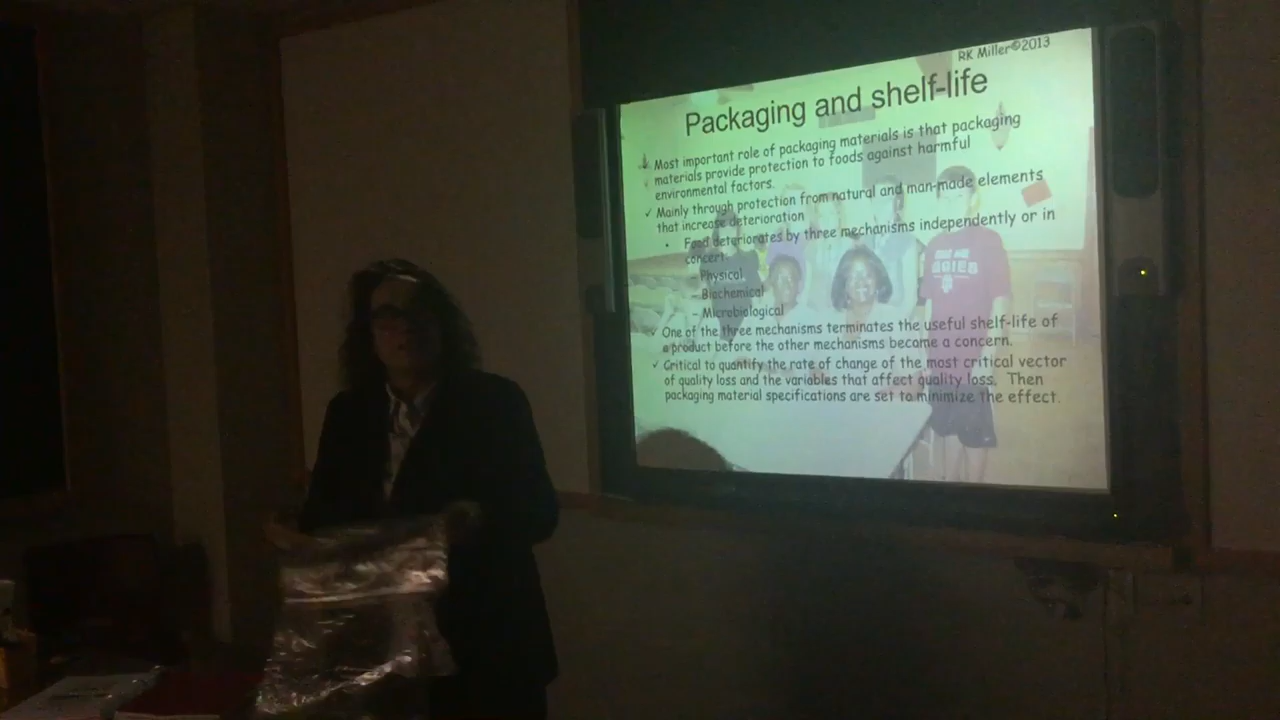 RK Miller©2013
Packaging and shelf-life
Most important role of packaging materials is that packaging
materials provide protection to foods against harmful
environmental factors.
Mainly through protection from natural and man-made elements
that increase deterioration
Food deteriorates by three mechanisms independently or in
concert
- Physical
- Biochemical
- Microbiological
One of the three mechanisms terminates the useful shelf-life of
a product before the other mechanisms become a concern.
Critical to quantify the rate of change of the most critical vector
of quality loss and the variables that affect quality loss. Then
packaging material specifications are set to minimize the effect.